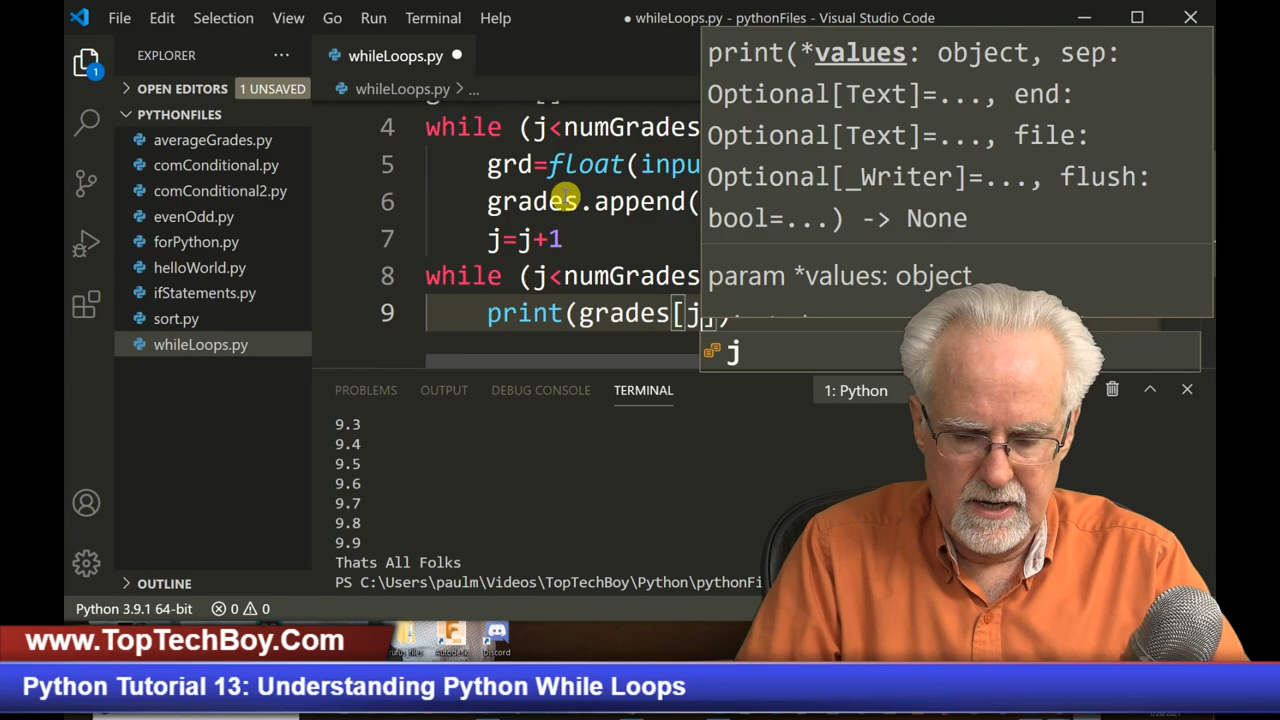 File Edit Selection View Go Run Terminal Help
● whileLoops.py - pythonFiles - Visual Studio Code
EXPLORER
whileLoops.py
OPEN EDITORS 1 UNSAVED
whileLoops.py > ...
PYTHONFILES
averageGrades.py
comConditional.py
comConditional2.py
evenOdd.py
forPython.py
helloWorld.py
ifStatements.py
sort.py
whileLoops.py
OUTLINE
1
4 while (j<numGrades
5 grd=float(inpu
6 grades.append(
7 j=j+1
8 while (j<numGrades
9 print(grades[j])
print(*values: object, sep:
Optional[Text]=..., end:
Optional[Text]=..., file:
Optional[_Writer]=..., flush:
bool=...) -> None
param *values: object
j
PROBLEMS OUTPUT DEBUG CONSOLE TERMINAL
1: Python
9.3
9.4
9.5
9.6
9.7
9.8
9.9
Thats All Folks
PS C:\Users\paulm\Videos\TopTechBoy\Python\pythonFi
Python 3.9.1 64-bit 0 0
Discord
www.TopTechBoy.Com
Python Tutorial 13: Understanding Python While Loops